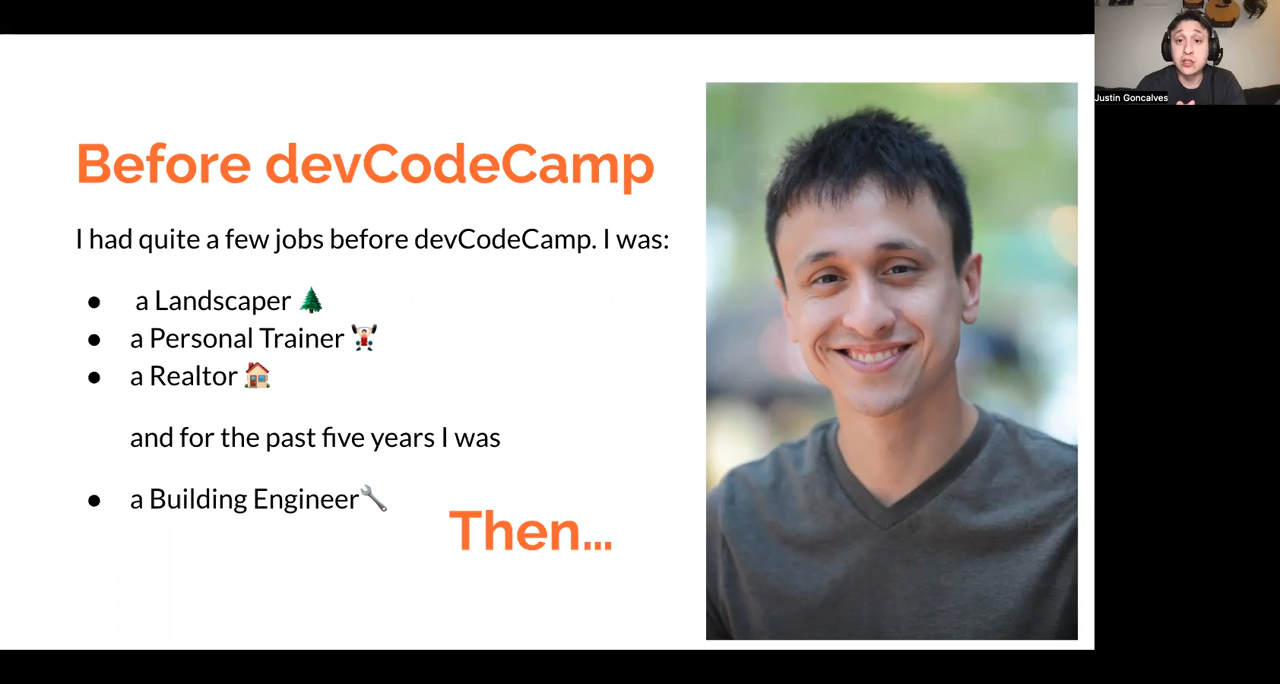 Before devCodeCamp
I had quite a few jobs before devCodeCamp. I was:
● a Landscaper 🌲
● a Personal Trainer 🏋
● a Realtor 🏠
and for the past five years I was
● a Building Engineer🔧
Then...
Justin Goncalves